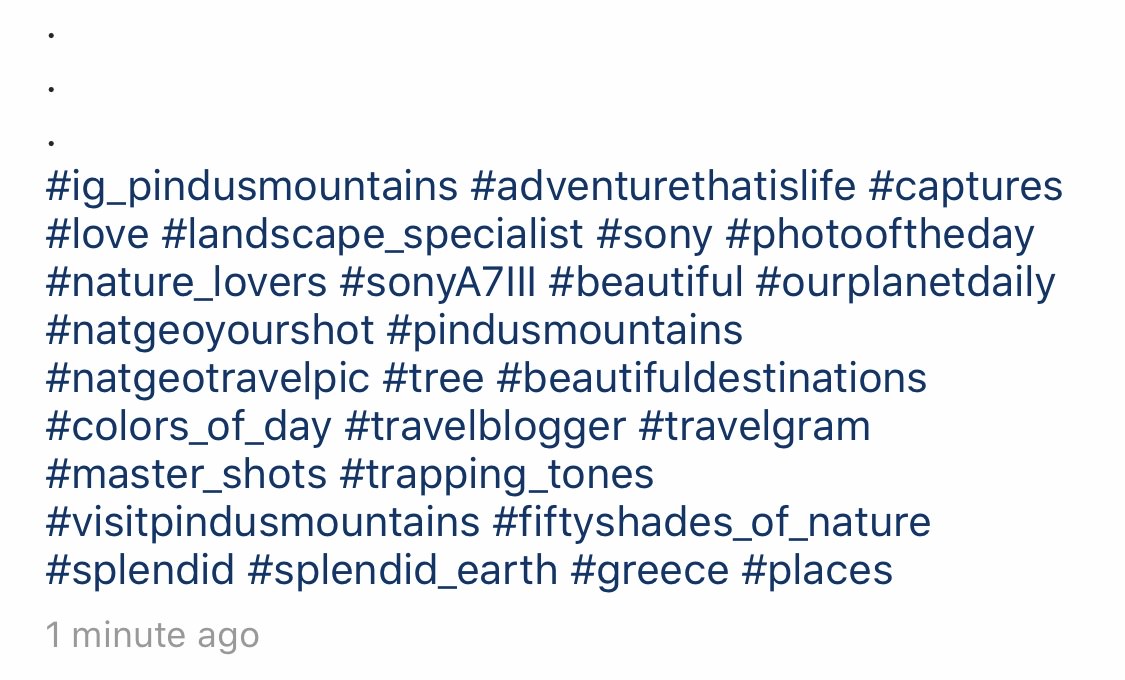 .
.
.
#ig_pindusmountains #adventurethatislife #captures
#love #landscape_specialist #sony #photooftheday
#nature_lovers #sonyA7III #beautiful #ourplanetdaily
#natgeoyourshot #pindusmountains
#natgeotravelpic #tree #beautifuldestinations
#colors_of_day #travelblogger #travelgram
#master_shots #trapping_tones
#visitpindusmountains #fiftyshades_of_nature
#splendid #splendid_earth #greece #places
1 minute ago